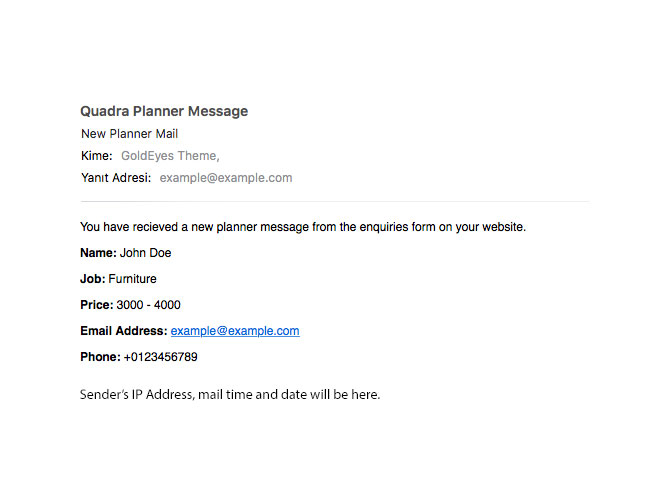 Quadra Planner Message
New Planner Mail
Kime: GoldEyes Theme,
Yanıt Adresi: example@example.com
You have recieved a new planner message from the enquiries form on your website.
Name: John Doe
Job: Furniture
Price: 3000 - 4000
Email Address: example@example.com
Phone: +0123456789
Sender's IP Address, mail time and date will be here.